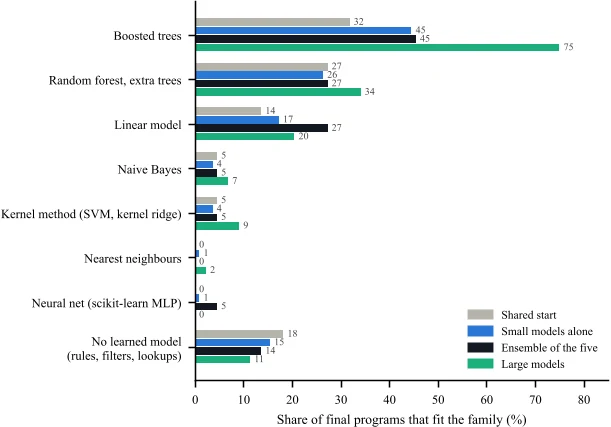 Boosted trees
32
45
45
75
Random forest, extra trees
27
26
27
34
Linear model
14
17
27
20
Naive Bayes
5
4
5
7
Kernel method (SVM, kernel ridge)
5
4
5
9
Nearest neighbours
0
1
0
2
Neural net (scikit-learn MLP)
0
1
5
0
No learned model
(rules, filters, lookups)
18
15
14
11
Shared start
Small models alone
Ensemble of the five
Large models
0 10 20 30 40 50 60 70 80
Share of final programs that fit the family (%)